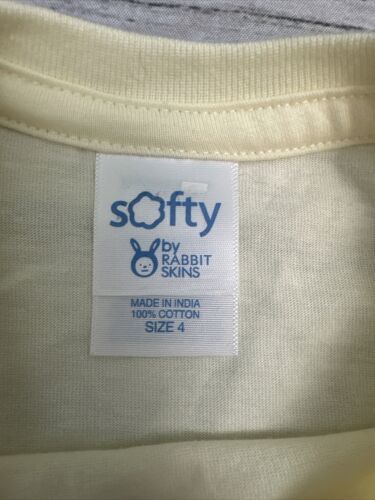 softy
by
RABBIT
SKINS
MADE IN INDIA
100% COTTON
SIZE 4